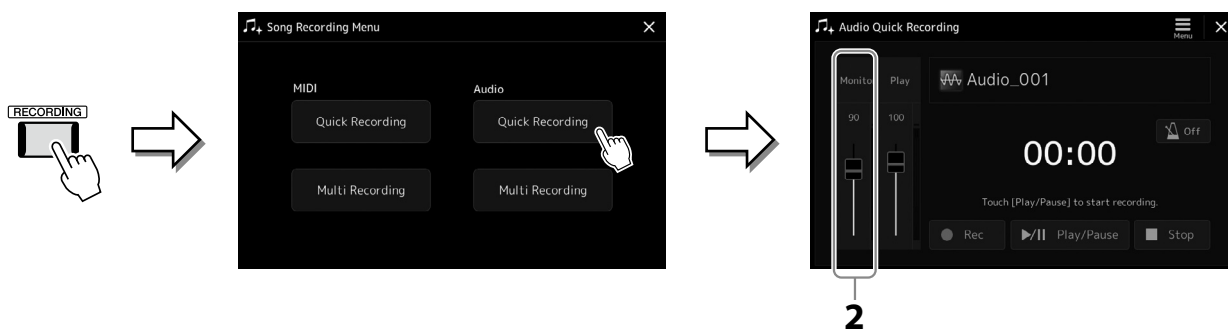 RECORDING
Song Recording Menu
MIDI
Audio
Quick Recording
Quick Recording
Multi Recording
Multi Recording
Audio Quick Recording
Menu
Monito
Play
Audio_001
90
100
Off
00:00
Touch [Play/Pause] to start recording.
Rec
Play/Pause
Stop
2